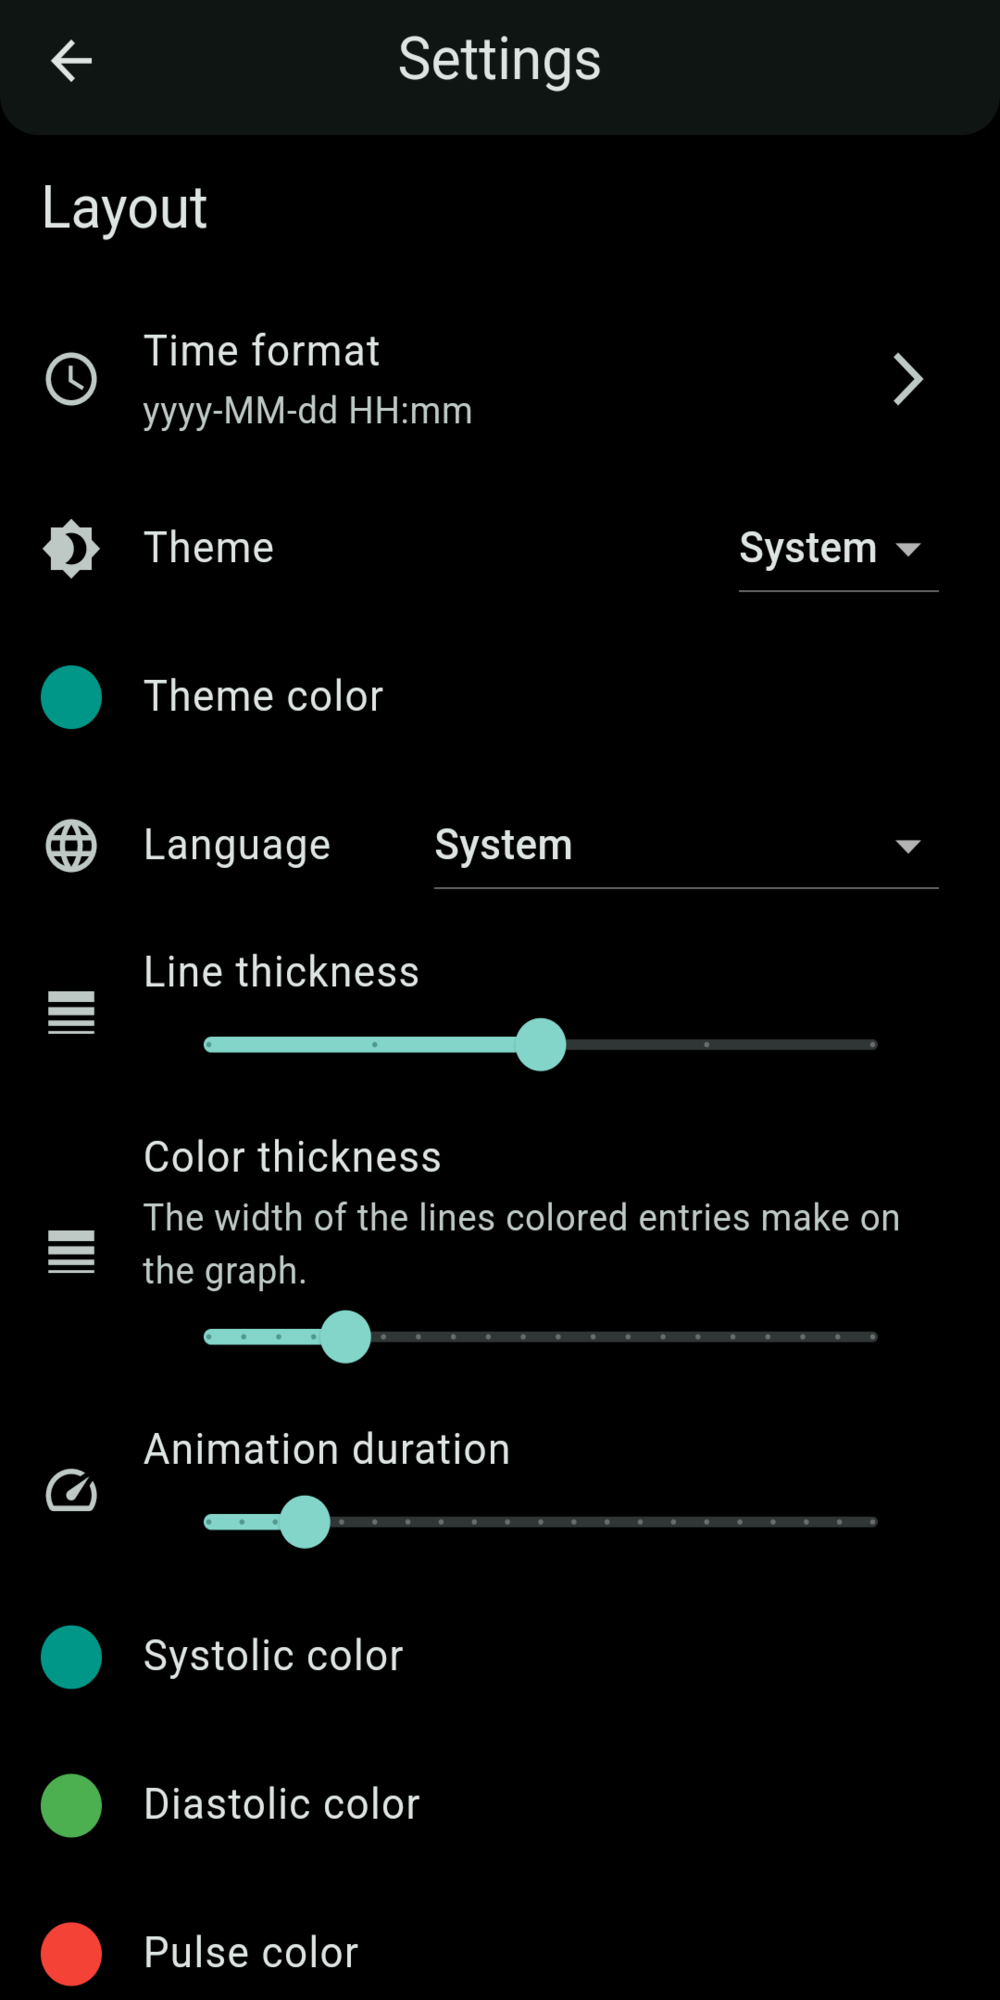 Settings
Layout
Time format
yyyy-MM-dd HH:mm
Theme
System
Theme color
Language
System
Line thickness
Color thickness
The width of the lines colored entries make on
the graph.
Animation duration
Systolic color
Diastolic color
Pulse color